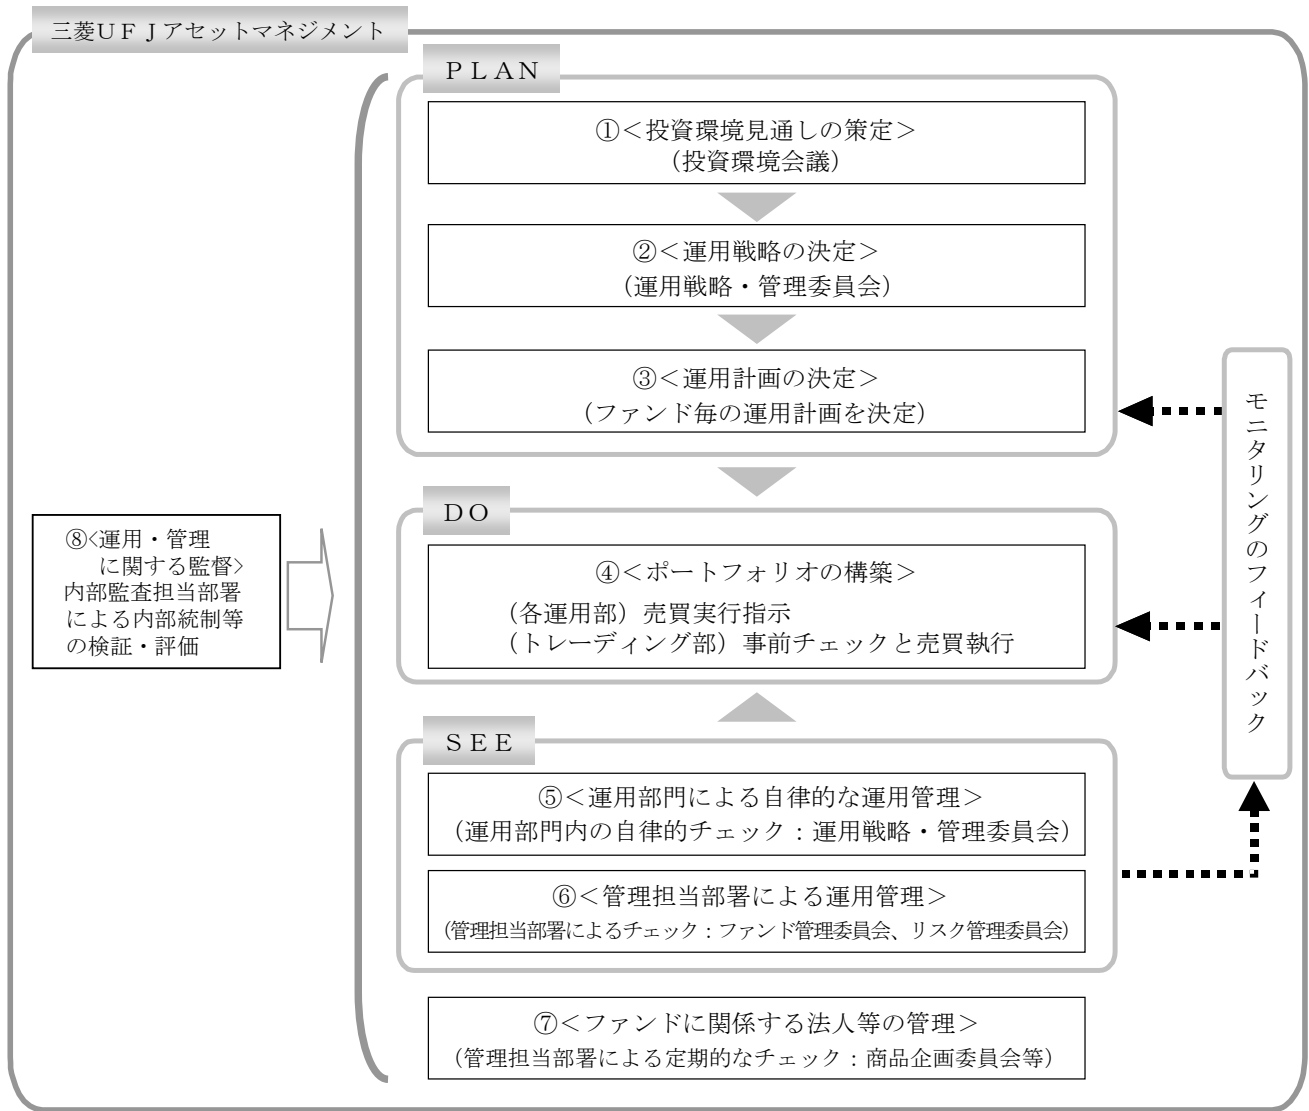 三菱ＵＦＪアセットマネジメント
ＰＬＡＮ
①＜投資環境見通しの策定＞
（投資環境会議）
②＜運用戦略の決定＞
（運用戦略・管理委員会）
③＜運用計画の決定＞
（ファンド毎の運用計画を決定）
ＤＯ
④＜ポートフォリオの構築＞
（各運用部）売買実行指示
（トレーディング部）事前チェックと売買執行
ＳＥＥ
⑤＜運用部門による自律的な運用管理＞
（運用部門内の自律的チェック：運用戦略・管理委員会）
⑥＜管理担当部署による運用管理＞
（管理担当部署によるチェック：ファンド管理委員会、リスク管理委員会）
⑦＜ファンドに関係する法人等の管理＞
（管理担当部署による定期的なチェック：商品企画委員会等）
⑧<運用・管理
に関する監督>
内部監査担当部署
による内部統制等
の検証・評価
モニタリングのフィードバック